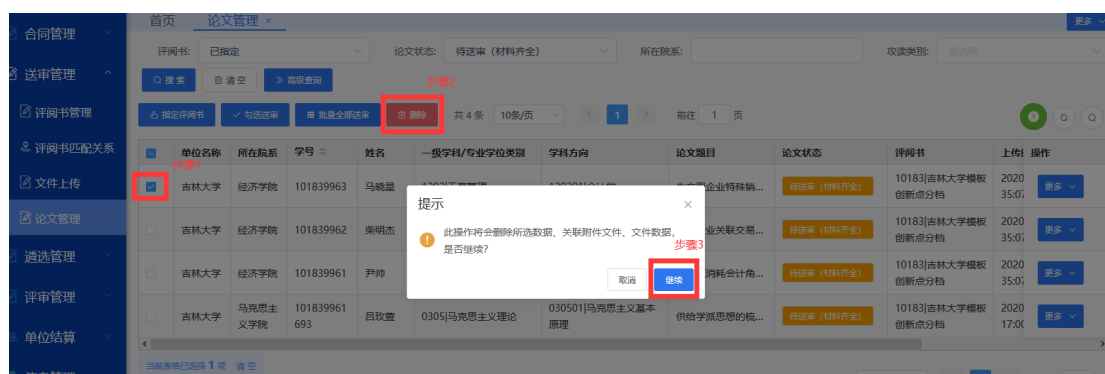 首页 论文管理 × 更多
合同管理
评阅书: 已指定 论文状态: 待送审（材料齐全） 所在院系: 攻读类别: 请选择
送审管理
搜索 清空 高级查询
步骤2
评阅书管理
指定评阅书 勾选送审 批量全部送审 删除 共 4 条 10条/页 1 前往 1 页
评阅书匹配关系
单位名称 所在院系 学号 姓名 一级学科/专业学位类别 学科方向 论文题目 论文状态 评阅书 操作
步骤1
文件上传
吉林大学 经济学院 101839963 马晓星 待送审（材料齐全） 10183|吉林大学模板创新点分档 2020 35:07 更多
论文管理
提示 ×
此操作将会删除所选数据、关联附件文件、文件数据，
是否继续?
步骤3
取消 继续
吉林大学 经济学院 101839962 柴明杰 业关联交易... 待送审（材料齐全） 10183|吉林大学模板创新点分档 2020 35:07 更多
遴选管理
吉林大学 经济学院 101839961 尹帅 消耗会计角... 待送审（材料齐全） 10183|吉林大学模板创新点分档 2020 35:07 更多
评审管理
吉林大学 马克思主义学院 101839961693 吕玟萱 0305|马克思主义理论 030501|马克思主义基本原理 供给学派思想的梳... 待送审（材料齐全） 10183|吉林大学模板创新点分档 2020 17:00 更多
单位结算
当前表格已选择 1 项 清空